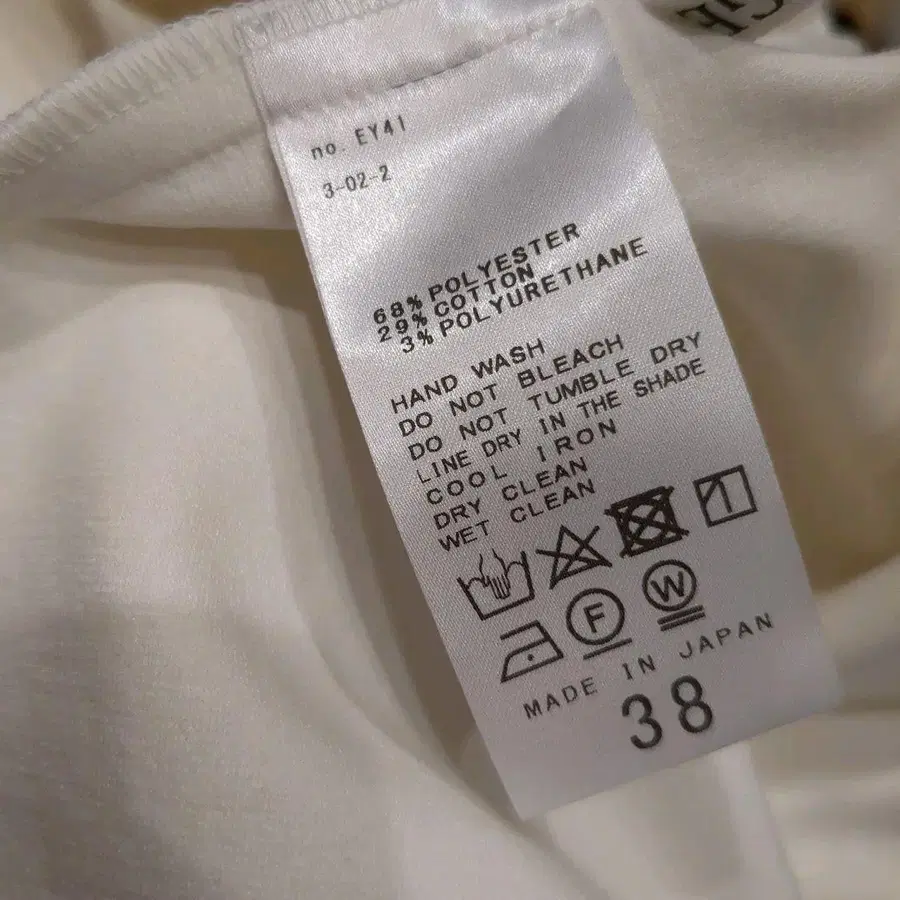 no. EY41
3-02-2
68% POLYESTER
29% COTTON
3% POLYURETHANE
HAND WASH
DO NOT BLEACH
DO NOT TUMBLE DRY
LINE DRY IN THE SHADE
COOL IRON
DRY CLEAN
WET CLEAN
F W
MADE IN JAPAN
38